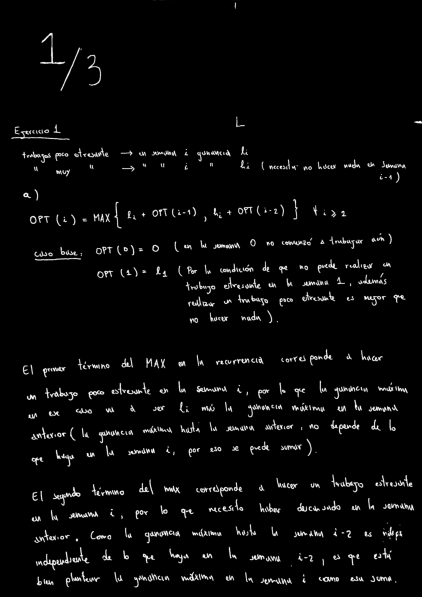 1/3
L
Ejercicio 1
trabajos poco estresante → en semana i ganancia li
" muy " → " " i " hi (necesita no hacer nada en semana
i-1)
a)
OPT(i) = MAX { li + OPT(i-1) , hi + OPT(i-2) } ∀ i ≥ 2
caso base: OPT(0) = 0 (en la semana 0 no comenzó a trabajar aún)
OPT(1) = l1 (Por la condición de que no puede realizar un
trabajo estresante en la semana 1, además
realizar un trabajo poco estresante es mejor que
no hacer nada).
El primer término del MAX en la recurrencia corresponde a hacer
un trabajo poco estresante en la semana i, por lo que la ganancia máxima
en ese caso va a ser li más la ganancia máxima en la semana
anterior (la ganancia máxima hasta la semana anterior, no depende de lo
que haga en la semana i, por eso se puede sumar).
El segundo término del max corresponde a hacer un trabajo estresante
en la semana i, por lo que necesito haber descansado en la semana
anterior. Como la ganancia máxima hasta la semana i-2 es
independiente de lo que haga en la semana i-2, es que está
bien plantear la ganancia máxima en la semana i como esa suma.